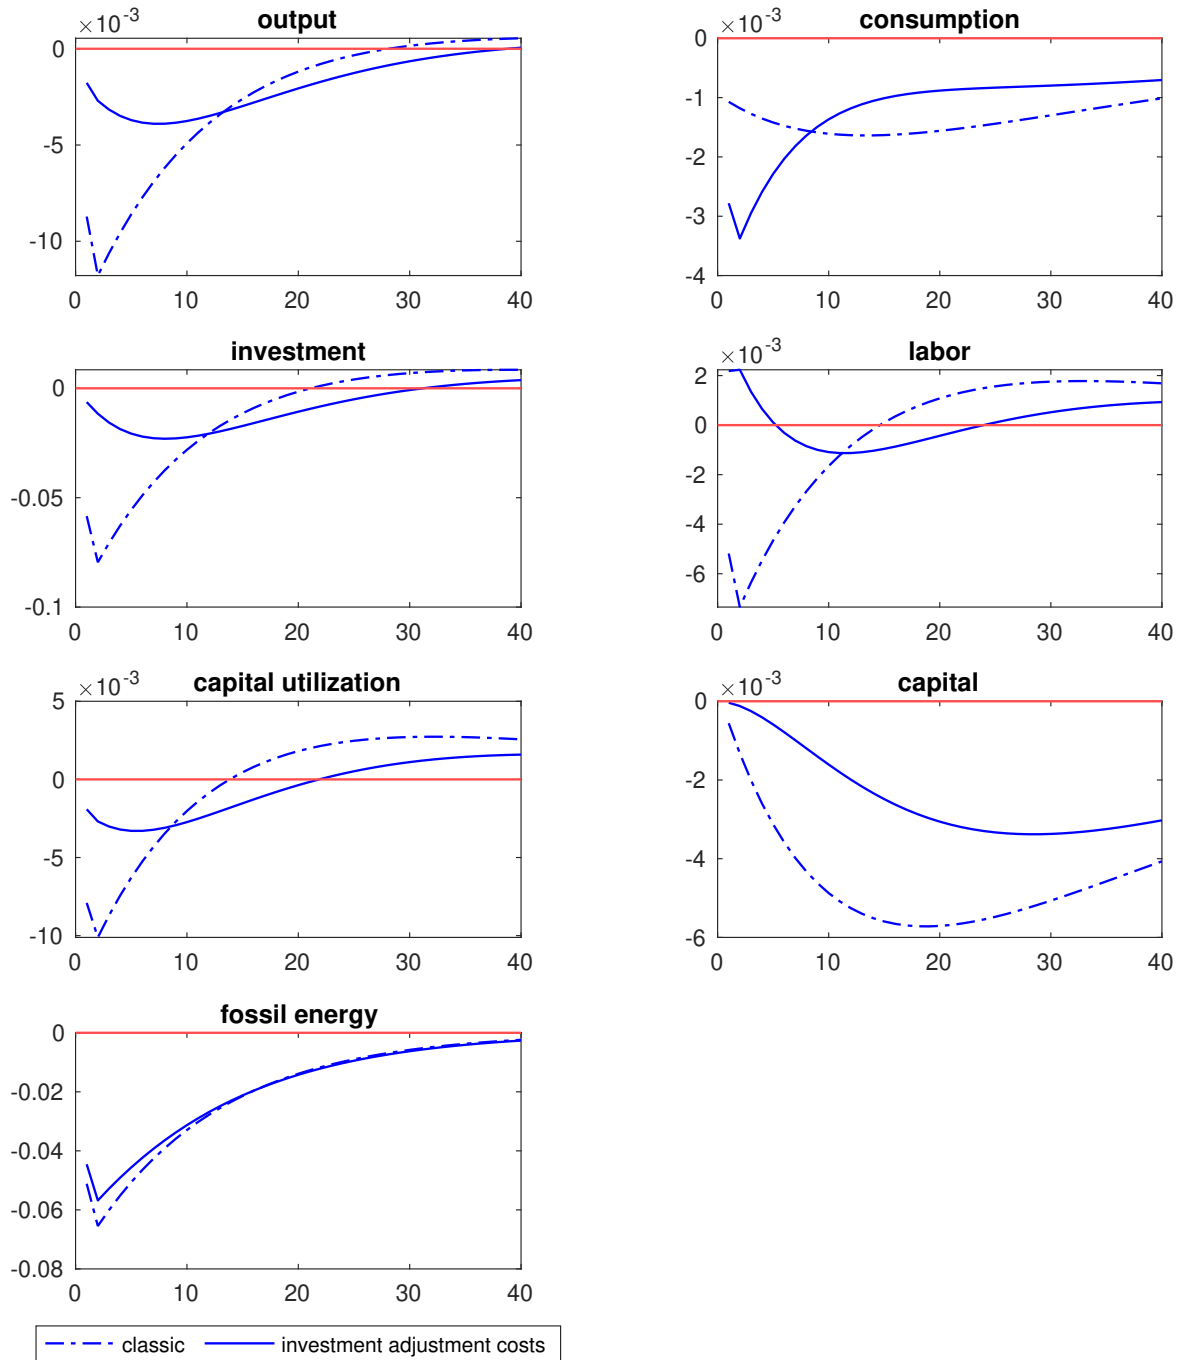 ×10-3
output
0
-5
-10
0 10 20 30 40
×10-3
consumption
0
-1
-2
-3
-4
0 10 20 30 40
investment
0
-0.05
-0.1
0 10 20 30 40
×10-3
labor
2
0
-2
-4
-6
0 10 20 30 40
×10-3
capital utilization
5
0
-5
-10
0 10 20 30 40
×10-3
capital
0
-2
-4
-6
0 10 20 30 40
fossil energy
0
-0.02
-0.04
-0.06
-0.08
0 10 20 30 40
classic investment adjustment costs